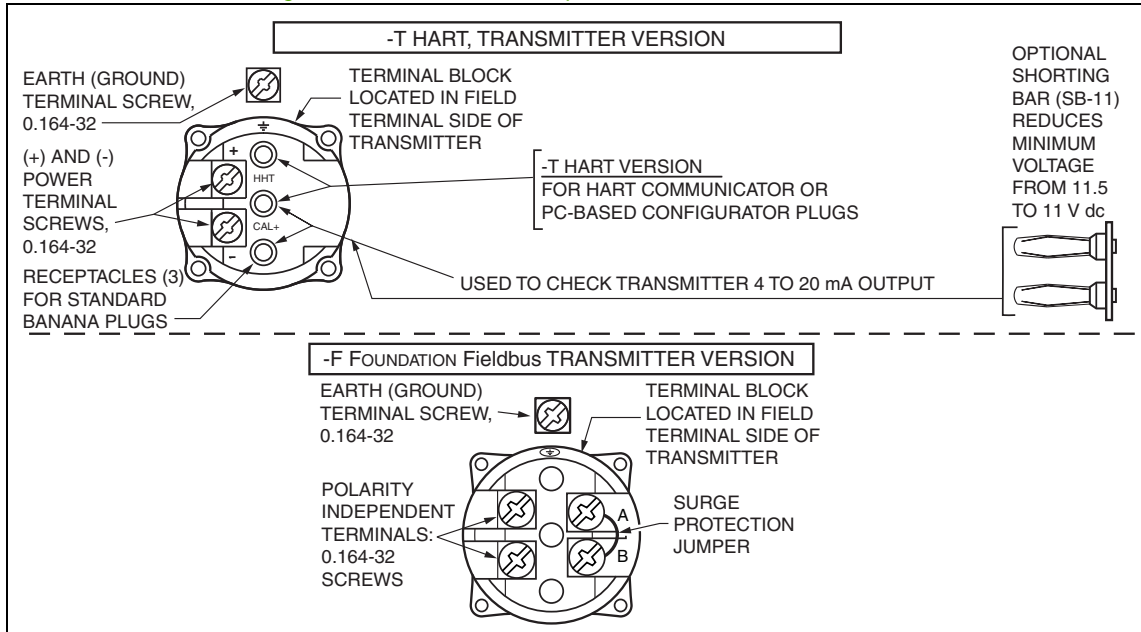 -T HART, TRANSMITTER VERSION
EARTH (GROUND)
TERMINAL SCREW,
0.164-32
TERMINAL BLOCK
LOCATED IN FIELD
TERMINAL SIDE OF
TRANSMITTER
OPTIONAL
SHORTING
BAR (SB-11)
REDUCES
MINIMUM
VOLTAGE
FROM 11.5
TO 11 V dc
(+) AND (-)
POWER
TERMINAL
SCREWS,
0.164-32
+
HHT
CAL+
-
-T HART VERSION
FOR HART COMMUNICATOR OR
PC-BASED CONFIGURATOR PLUGS
RECEPTACLES (3)
FOR STANDARD
BANANA PLUGS
USED TO CHECK TRANSMITTER 4 TO 20 mA OUTPUT
-F FOUNDATION Fieldbus TRANSMITTER VERSION
EARTH (GROUND)
TERMINAL SCREW,
0.164-32
TERMINAL BLOCK
LOCATED IN FIELD
TERMINAL SIDE OF
TRANSMITTER
POLARITY
INDEPENDENT
TERMINALS:
0.164-32
SCREWS
A
B
SURGE
PROTECTION
JUMPER